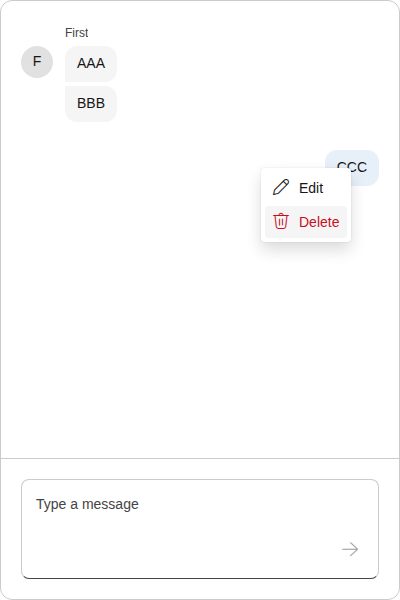 First
F
AAA
BBB
CCC
Edit
Delete
Type a message